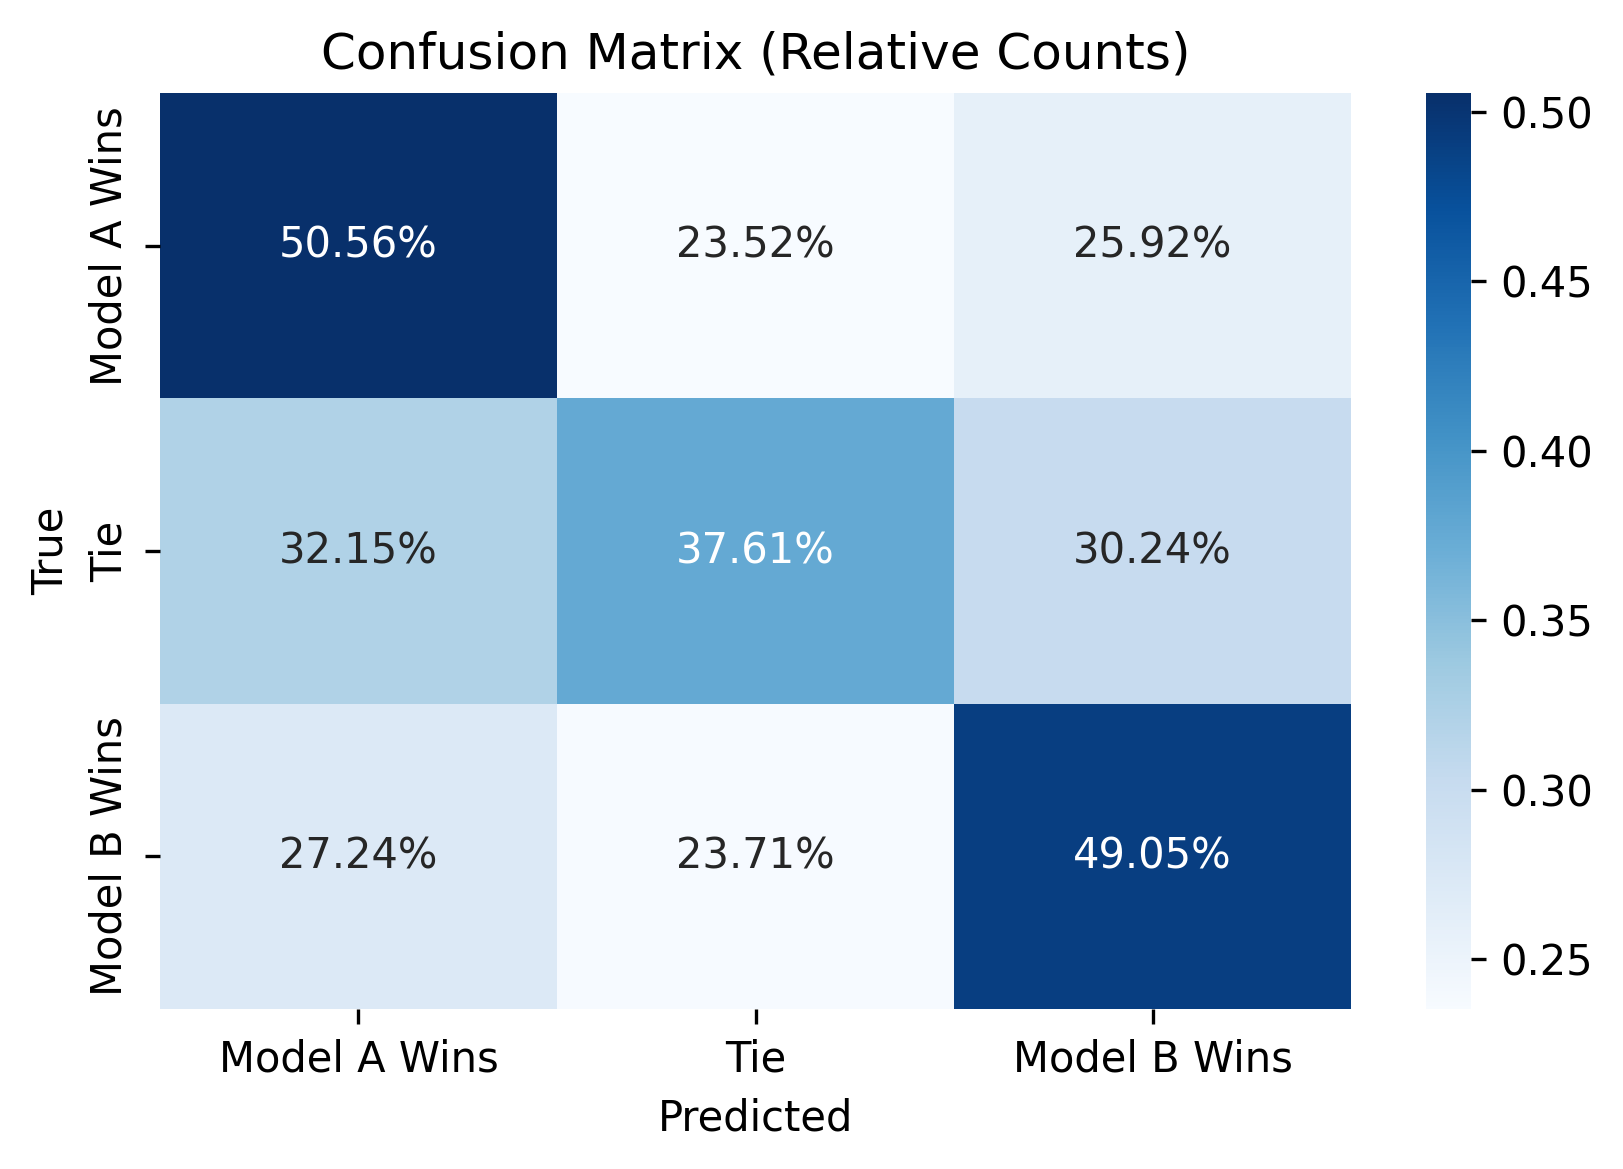 Confusion Matrix (Relative Counts)
True
Model A Wins
50.56%
23.52%
25.92%
Tie
32.15%
37.61%
30.24%
Model B Wins
27.24%
23.71%
49.05%
Model A Wins
Tie
Model B Wins
Predicted
0.50
0.45
0.40
0.35
0.30
0.25